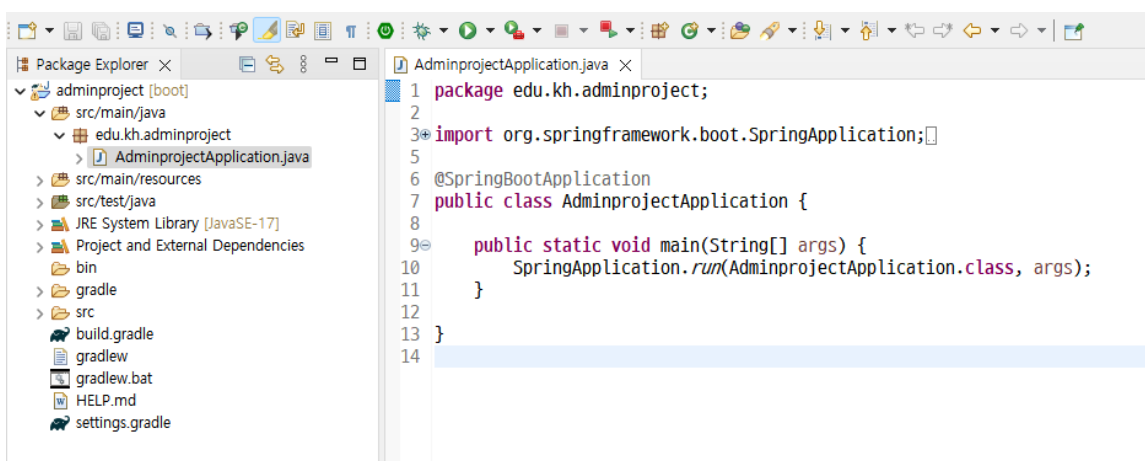 Package Explorer
adminproject [boot]
src/main/java
edu.kh.adminproject
AdminprojectApplication.java
src/main/resources
src/test/java
JRE System Library [JavaSE-17]
Project and External Dependencies
bin
gradle
src
build.gradle
gradlew
gradlew.bat
HELP.md
settings.gradle
AdminprojectApplication.java
1 package edu.kh.adminproject;
2
3 import org.springframework.boot.SpringApplication;
5
6 @SpringBootApplication
7 public class AdminprojectApplication {
8
9 public static void main(String[] args) {
10 SpringApplication.run(AdminprojectApplication.class, args);
11 }
12
13 }
14